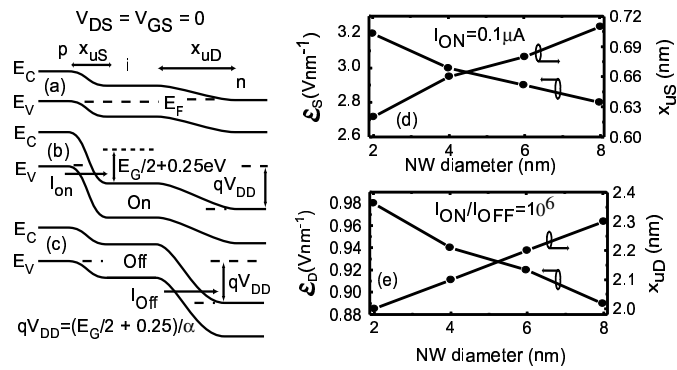 V_DS = V_GS = 0
p x_uS i x_uD n
E_C
(a)
E_V
E_F
E_C
(b)
E_G/2+0.25eV
E_V
qV_DD
I_on
On
E_C
(c)
E_V
Off
qV_DD
I_Off
qV_DD=(E_G/2 + 0.25)/α
I_ON=0.1μA
ℰ_S(Vnm⁻¹)
3.2
3.0
2.8
2.6
0.72
0.70
0.66
0.63
0.60
x_uS (nm)
(d)
2 4 6 8
NW diameter (nm)
I_ON/I_OFF=10⁶
ℰ_D(Vnm⁻¹)
0.98
0.96
0.94
0.92
0.90
0.88
2.4
2.3
2.2
2.1
2.0
x_uD (nm)
(e)
2 4 6 8
NW diameter (nm)